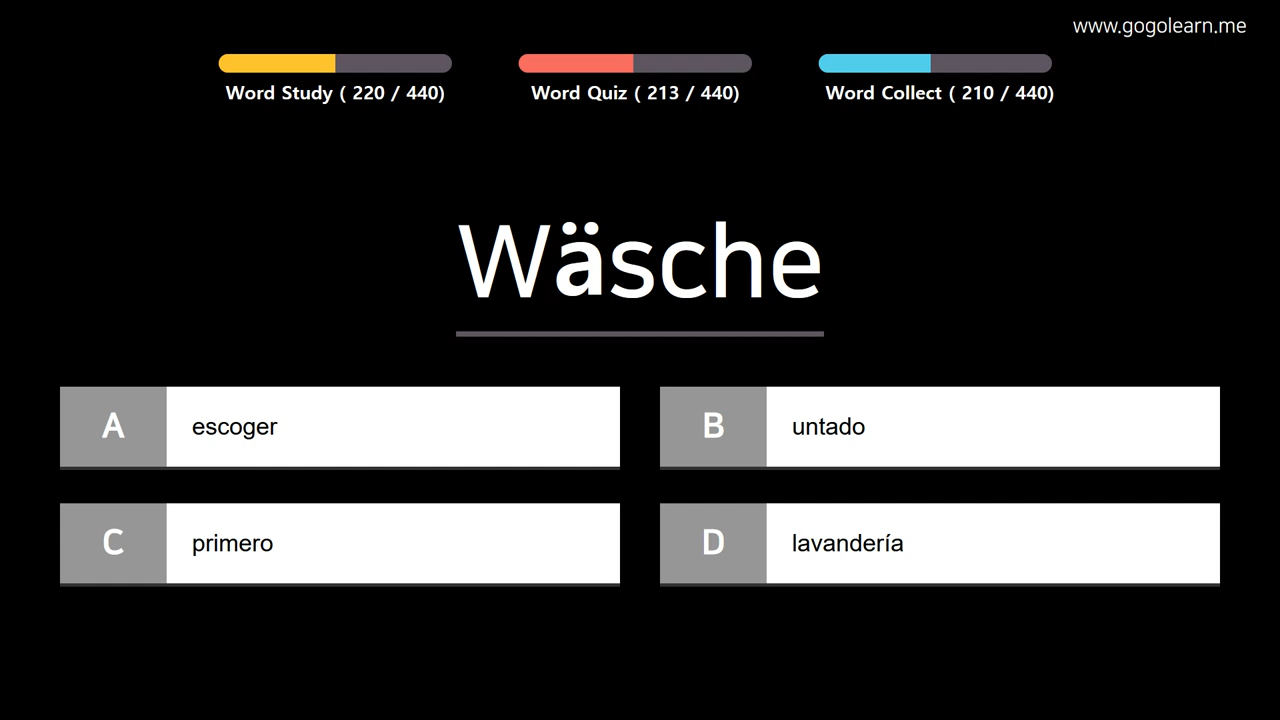 www.gogolearn.me
Word Study ( 220 / 440)
Word Quiz ( 213 / 440)
Word Collect ( 210 / 440)
Wäsche
A escoger
B untado
C primero
D lavandería